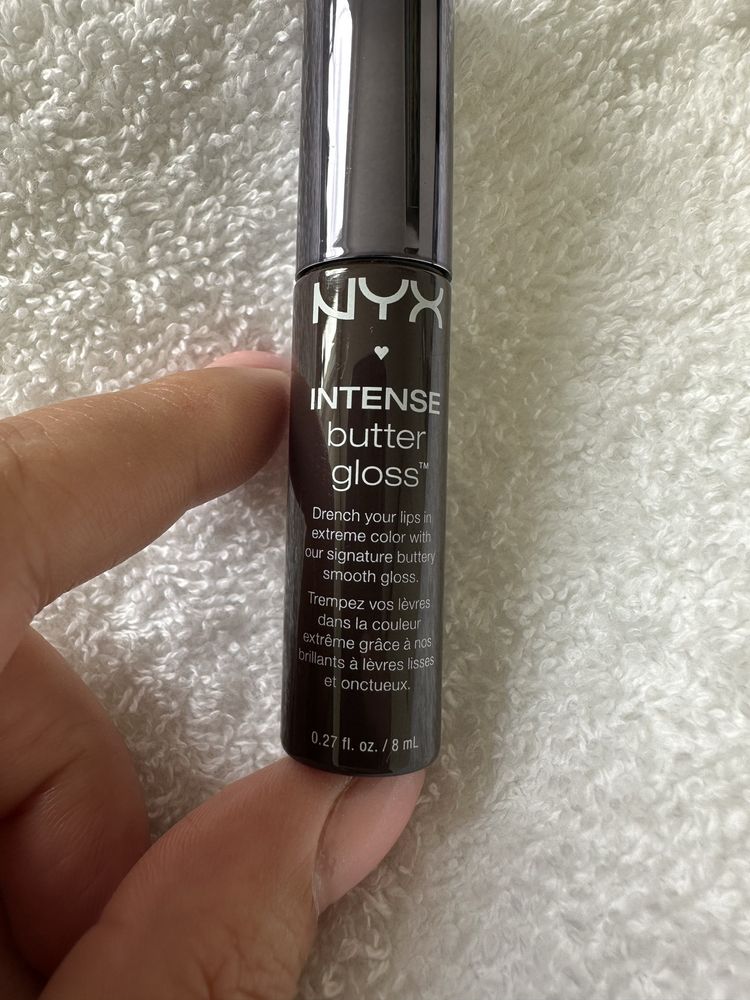 NYX
INTENSE
butter
gloss™
Drench your lips in
extreme color with
our signature buttery
smooth gloss.
Trempez vos lèvres
dans la couleur
extrême grâce à nos
brillants à lèvres lisses
et onctueux.
0.27 fl. oz. / 8 mL